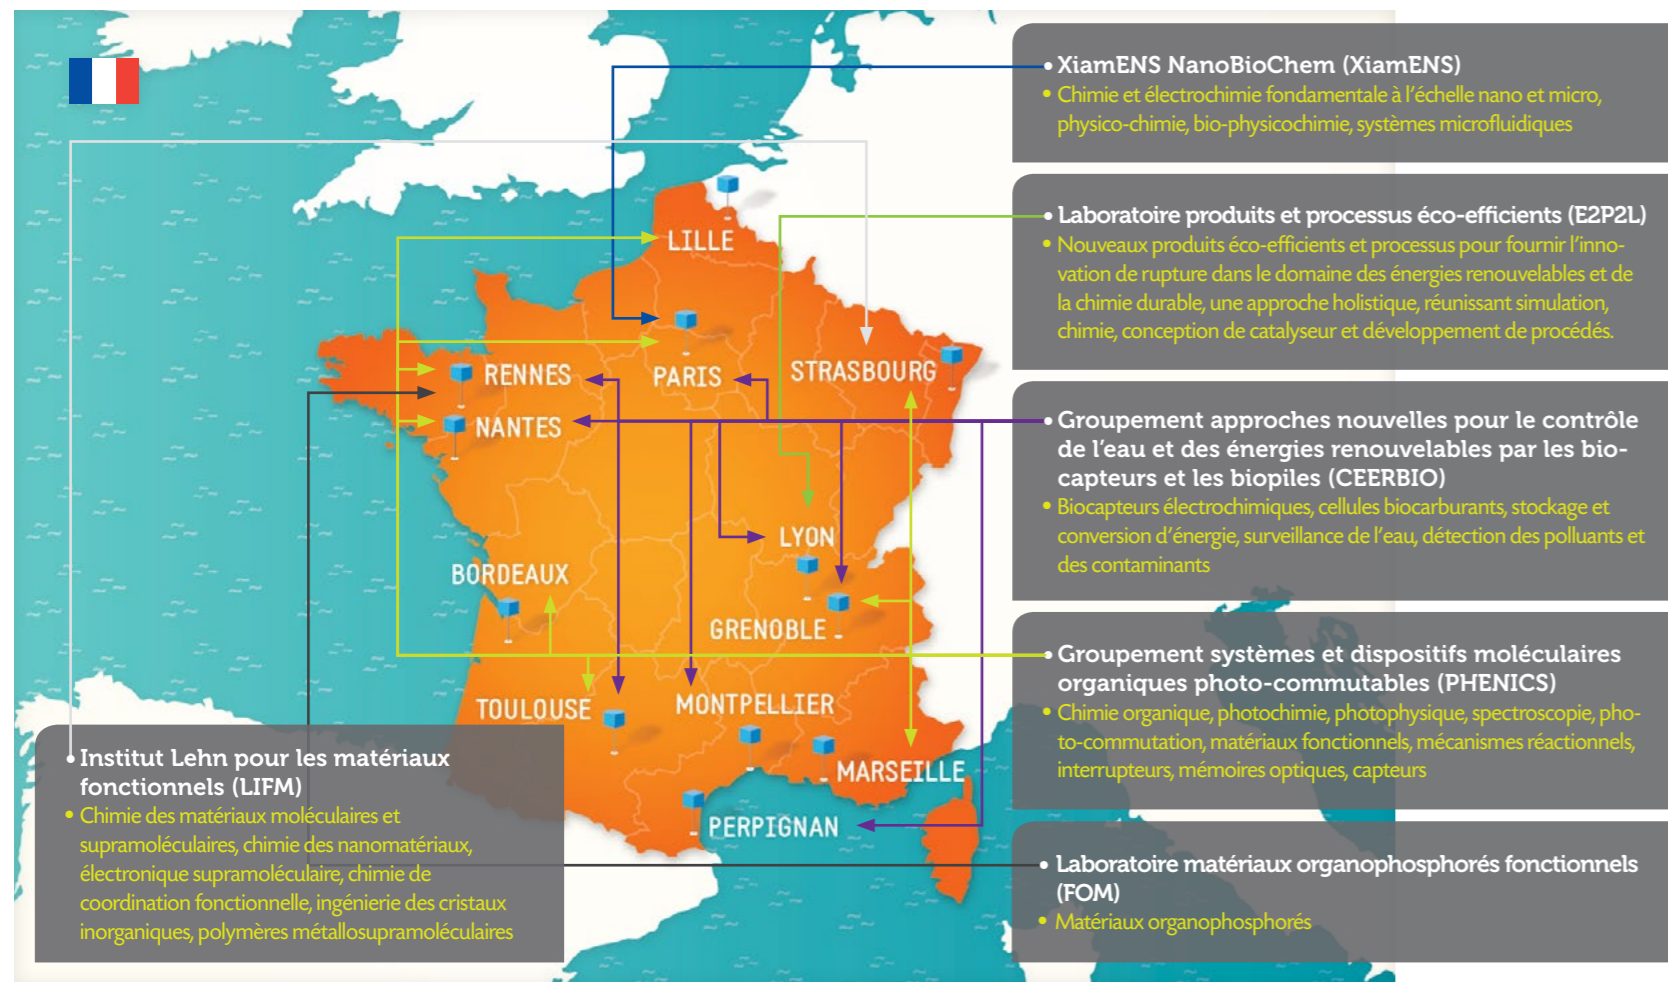 XiamENS NanoBioChem (XiamENS)
• Chimie et électrochimie fondamentale à l'échelle nano et micro,
physico-chimie, bio-physicochimie, systèmes microfluidiques
Laboratoire produits et processus éco-efficients (E2P2L)
• Nouveaux produits éco-efficients et processus pour fournir l'inno-
vation de rupture dans le domaine des énergies renouvelables et de
la chimie durable, une approche holistique, réunissant simulation,
chimie, conception de catalyseur et développement de procédés.
Groupement approches nouvelles pour le contrôle
de l'eau et des énergies renouvelables par les bio-
capteurs et les biopiles (CEERBIO)
• Biocapteurs électrochimiques, cellules biocarburants, stockage et
conversion d'énergie, surveillance de l'eau, détection des polluants et
des contaminants
Groupement systèmes et dispositifs moléculaires
organiques photo-commutables (PHENICS)
• Chimie organique, photochimie, photophysique, spectroscopie, pho-
to-commutation, matériaux fonctionnels, mécanismes réactionnels,
interrupteurs, mémoires optiques, capteurs
Laboratoire matériaux organophosphorés fonctionnels
(FOM)
• Matériaux organophosphorés
LILLE
RENNES
PARIS
STRASBOURG
NANTES
LYON
BORDEAUX
GRENOBLE
TOULOUSE
MONTPELLIER
MARSEILLE
PERPIGNAN
Institut Lehn pour les matériaux
fonctionnels (LIFM)
• Chimie des matériaux moléculaires et
supramoléculaires, chimie des nanomatériaux,
électronique supramoléculaire, chimie de
coordination fonctionnelle, ingénierie des cristaux
inorganiques, polymères métallosupramoléculaires